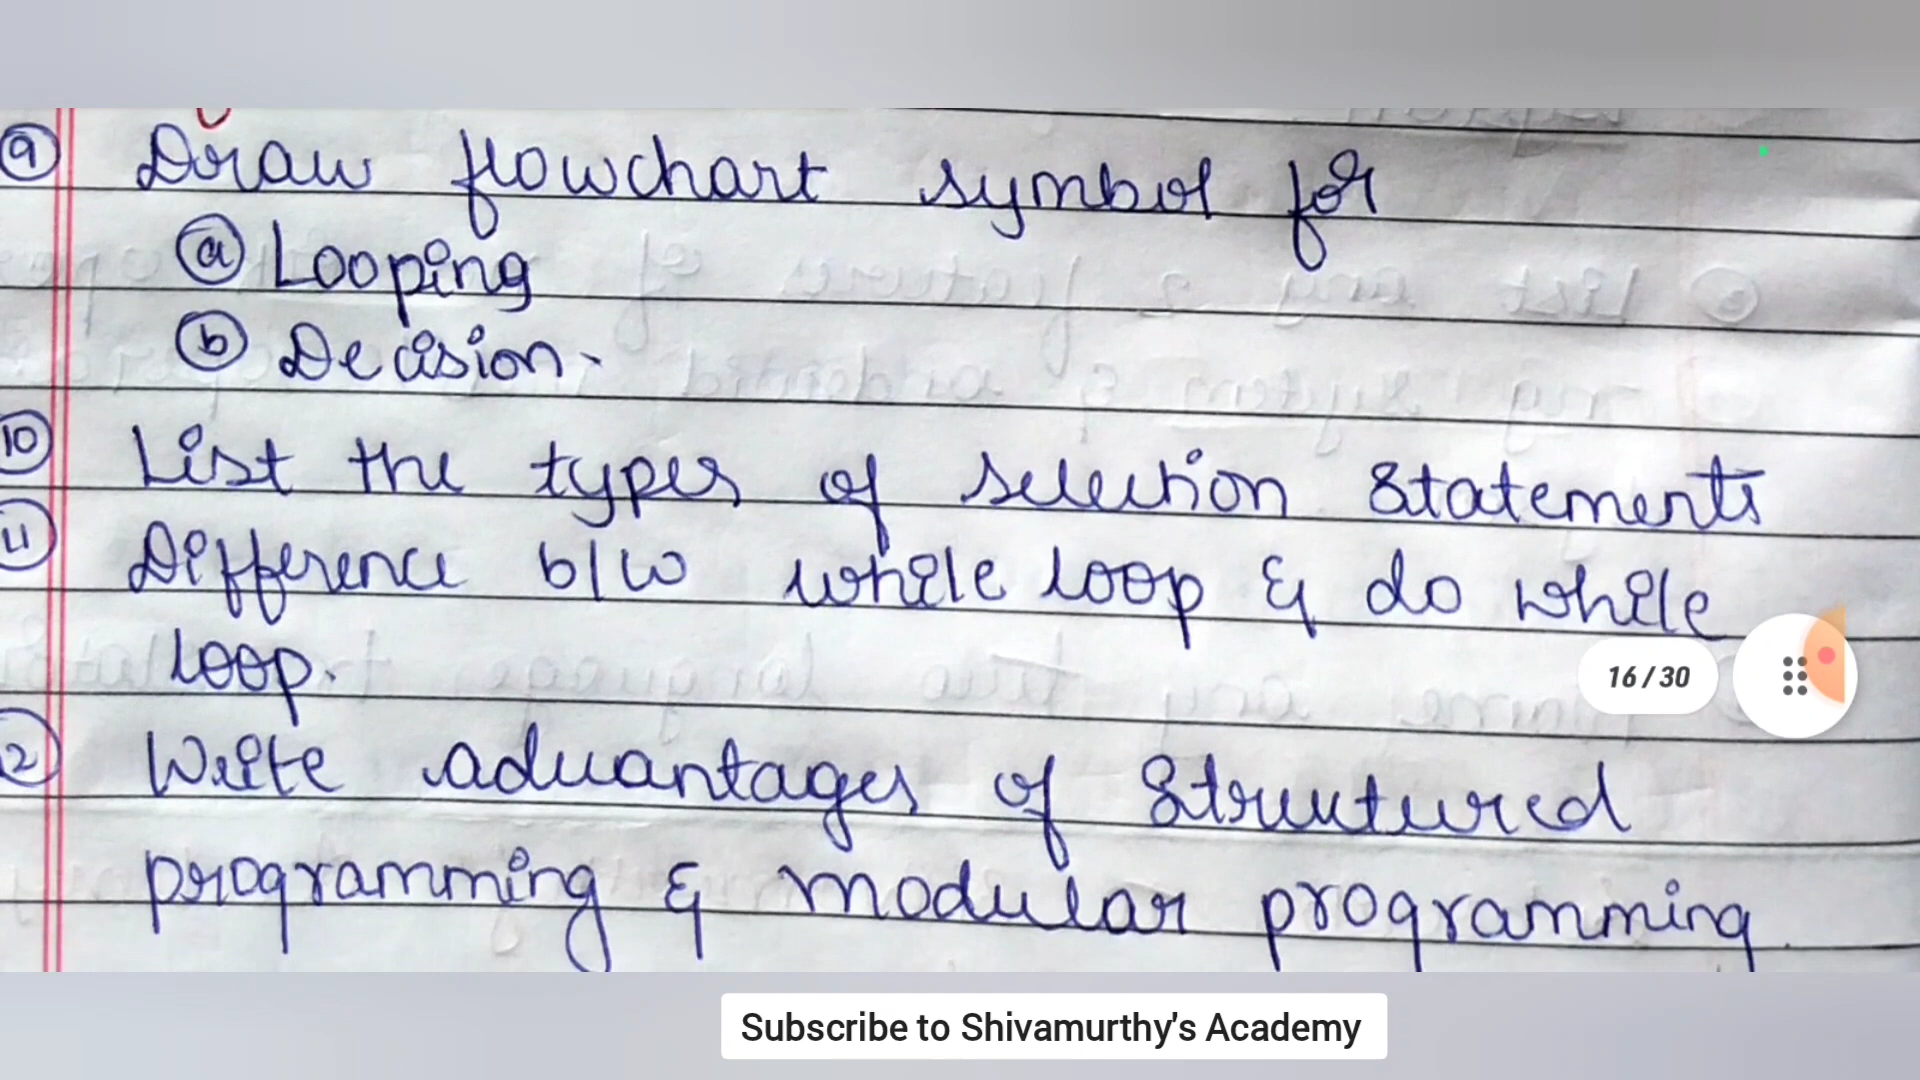 9 Draw flowchart symbol for
a Looping
b Decision.
10 List the types of selection statements
11 Difference b/w while loop & do while
loop.
16/30
2 Write advantages of structured
programming & modular programming.
Subscribe to Shivamurthy's Academy